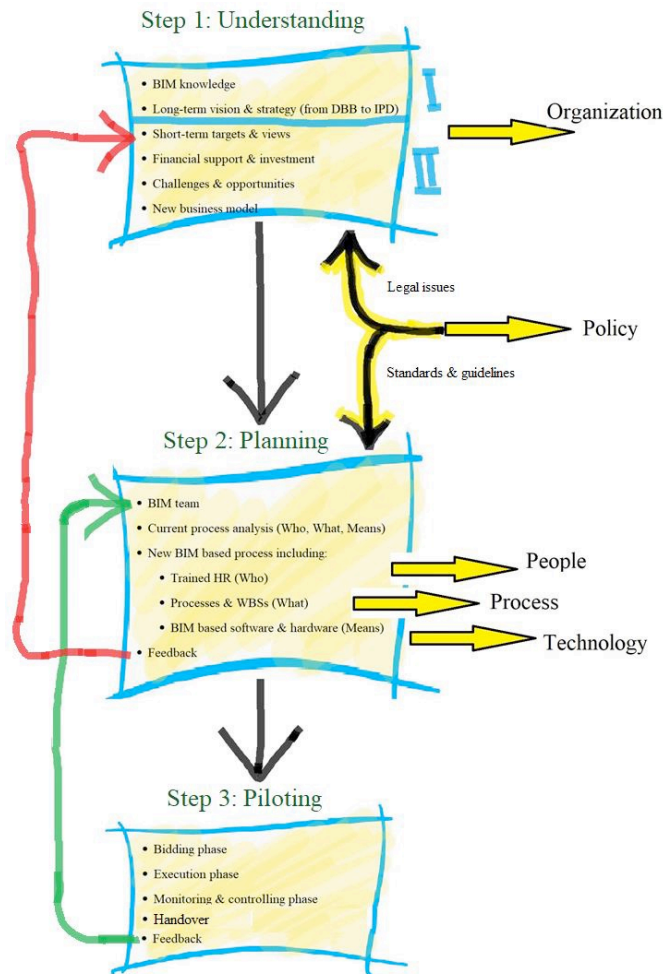 Step 1: Understanding
• BIM knowledge
• Long-term vision & strategy (from DBB to IPD)
I
• Short-term targets & views
• Financial support & investment
• Challenges & opportunities
• New business model
II
Organization
Legal issues
Policy
Standards & guidelines
Step 2: Planning
• BIM team
• Current process analysis (Who, What, Means)
• New BIM based process including:
• Trained HR (Who)
People
• Processes & WBSs (What)
Process
• BIM based software & hardware (Means)
Technology
• Feedback
Step 3: Piloting
• Bidding phase
• Execution phase
• Monitoring & controlling phase
• Handover
• Feedback